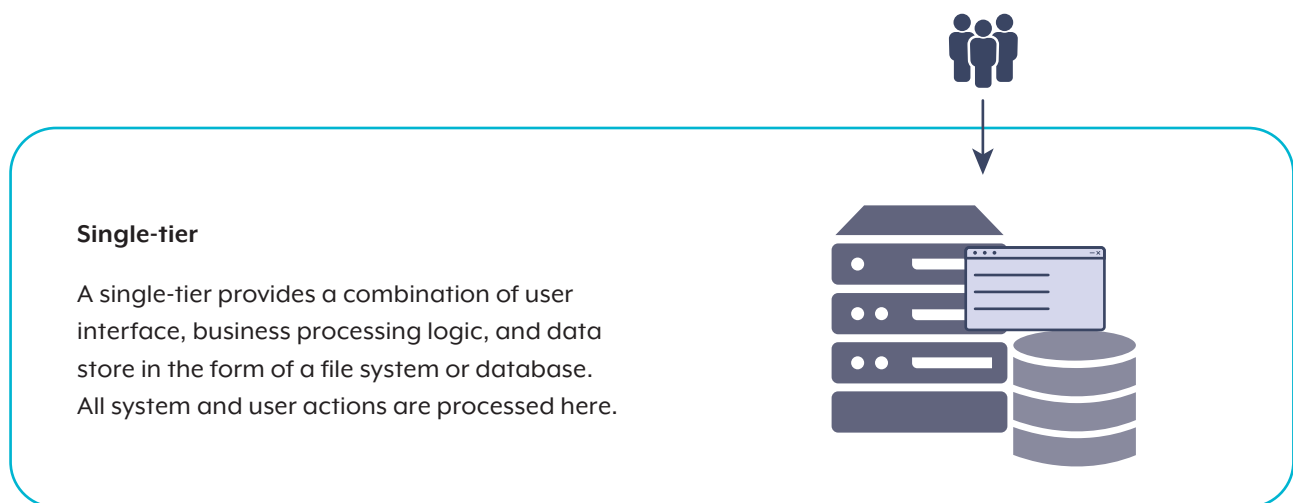 Single-tier
A single-tier provides a combination of user
interface, business processing logic, and data
store in the form of a file system or database.
All system and user actions are processed here.